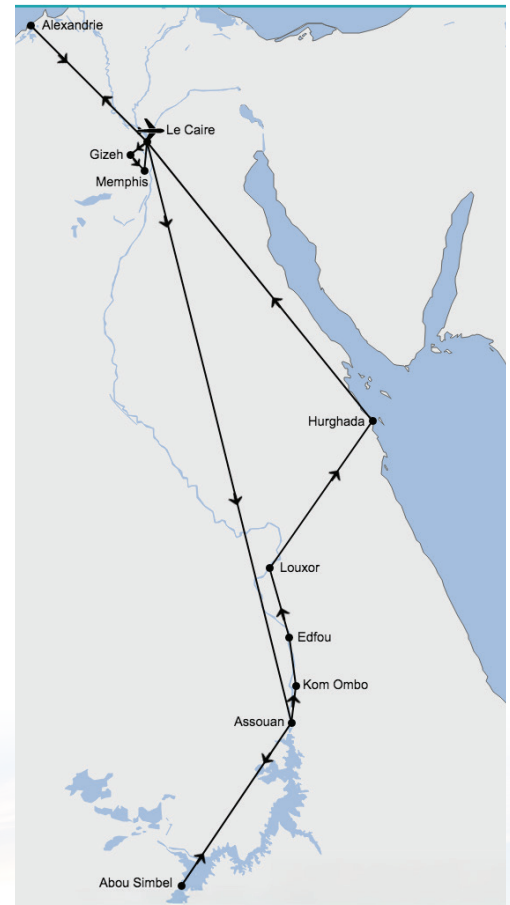 Alexandrie
Le Caire
Gizeh
Memphis
Hurghada
Louxor
Edfou
Kom Ombo
Assouan
Abou Simbel